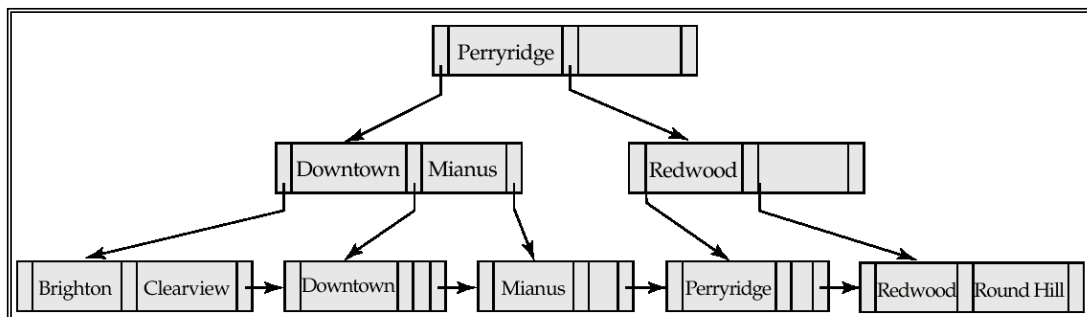 Perryridge
Downtown Mianus Redwood
Brighton Clearview Downtown Mianus Perryridge Redwood Round Hill